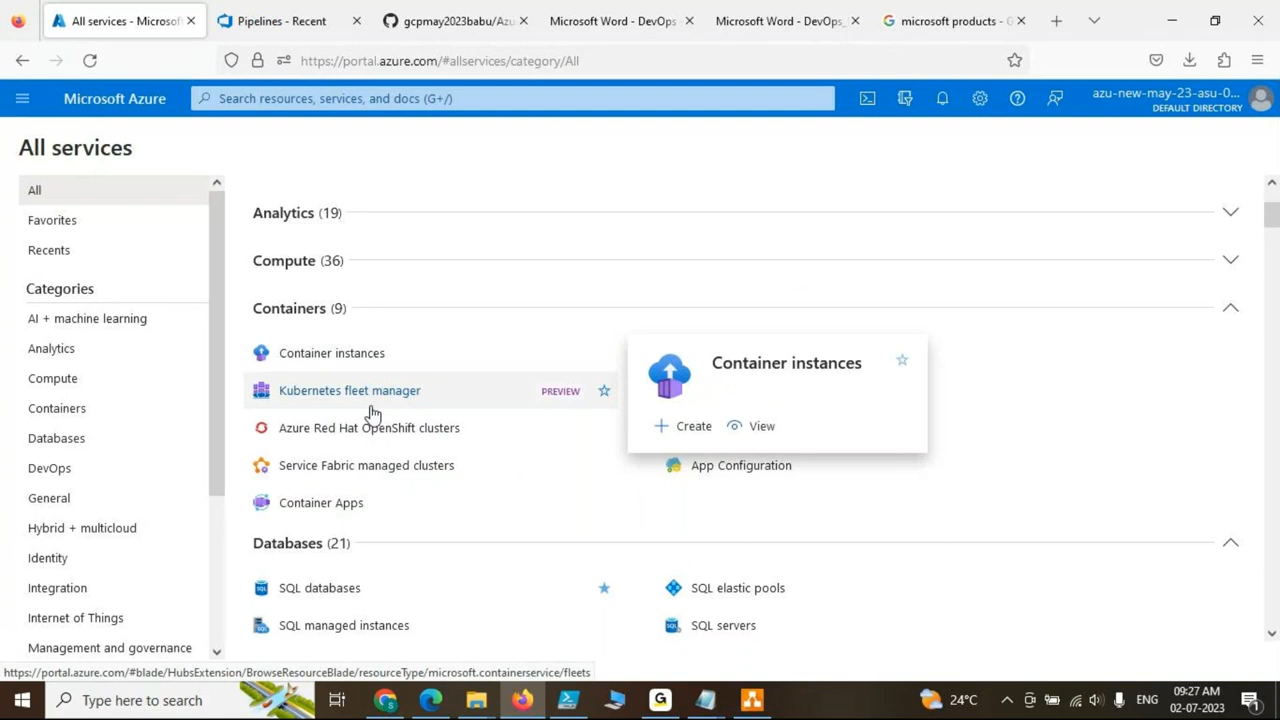 All services - Microsof
Pipelines - Recent
gcpmay2023babu/Azu
Microsoft Word - DevOps -
Microsoft Word - DevOps_
microsoft products - G
https://portal.azure.com/#allservices/category/All
Microsoft Azure
Search resources, services, and docs (G+/)
azu-new-may-23-asu-0...
DEFAULT DIRECTORY
All services
All
Favorites
Recents
Categories
AI + machine learning
Analytics
Compute
Containers
Databases
DevOps
General
Hybrid + multicloud
Identity
Integration
Internet of Things
Management and governance
Analytics (19)
Compute (36)
Containers (9)
Container instances
Kubernetes fleet manager
PREVIEW
Azure Red Hat OpenShift clusters
Service Fabric managed clusters
Container Apps
Container instances
Create
View
App Configuration
Databases (21)
SQL databases
SQL elastic pools
SQL managed instances
SQL servers
https://portal.azure.com/#blade/HubsExtension/BrowseResourceBlade/resourceType/microsoft.containerservice/fleets
Type here to search
24°C
ENG
09:27 AM
02-07-2023